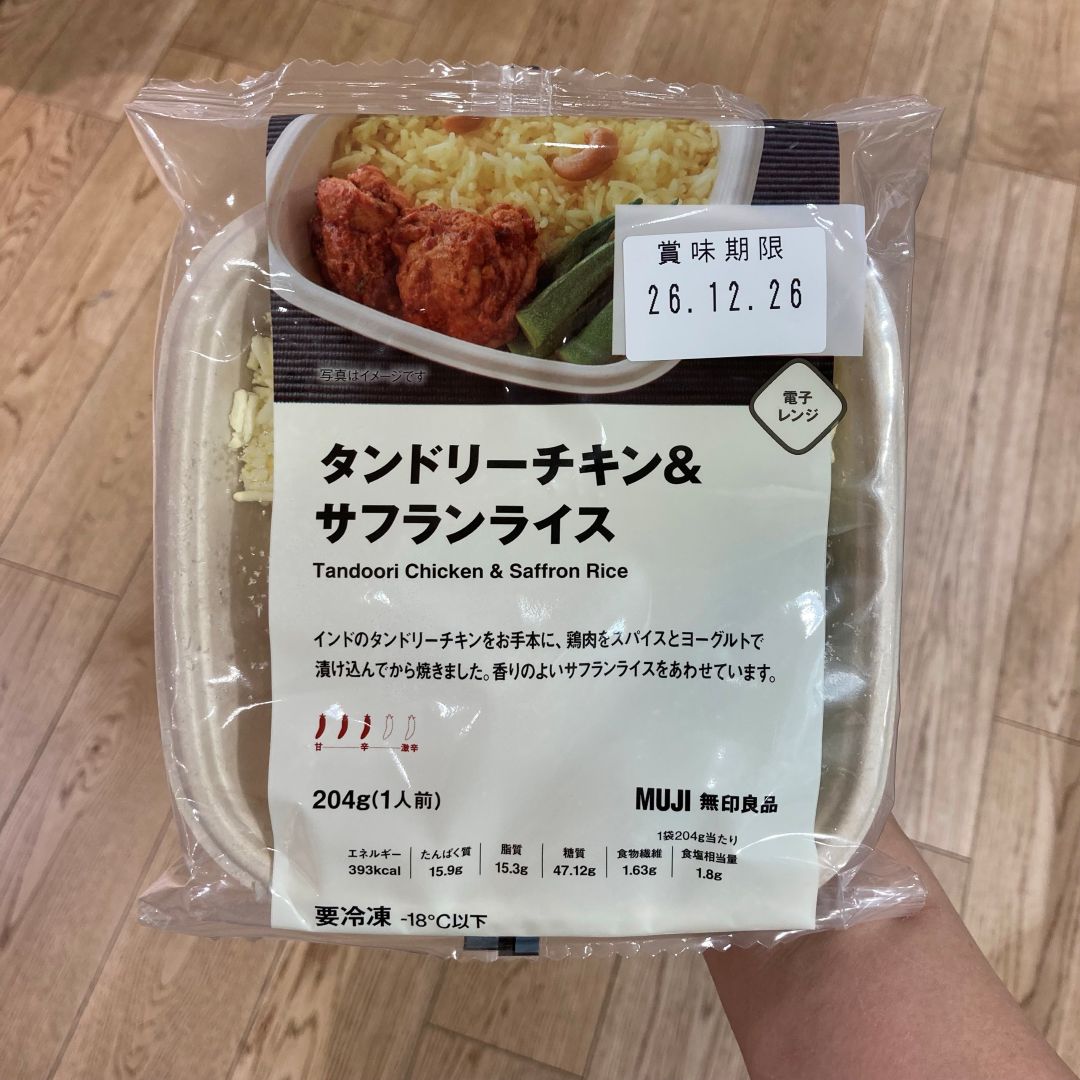 賞味期限
26.12.26
写真はイメージです
電子
レンジ
タンドリーチキン&
サフランライス
Tandoori Chicken & Saffron Rice
インドのタンドリーチキンをお手本に、鶏肉をスパイスとヨーグルトで
漬け込んでから焼きました。香りのよいサフランライスをあわせています。
甘 辛 激辛
204g(1人前)
MUJI 無印良品
1袋204g当たり
エネルギー たんぱく質 脂質 糖質 食物繊維 食塩相当量
393kcal 15.9g 15.3g 47.12g 1.63g 1.8g
要冷凍 -18℃以下